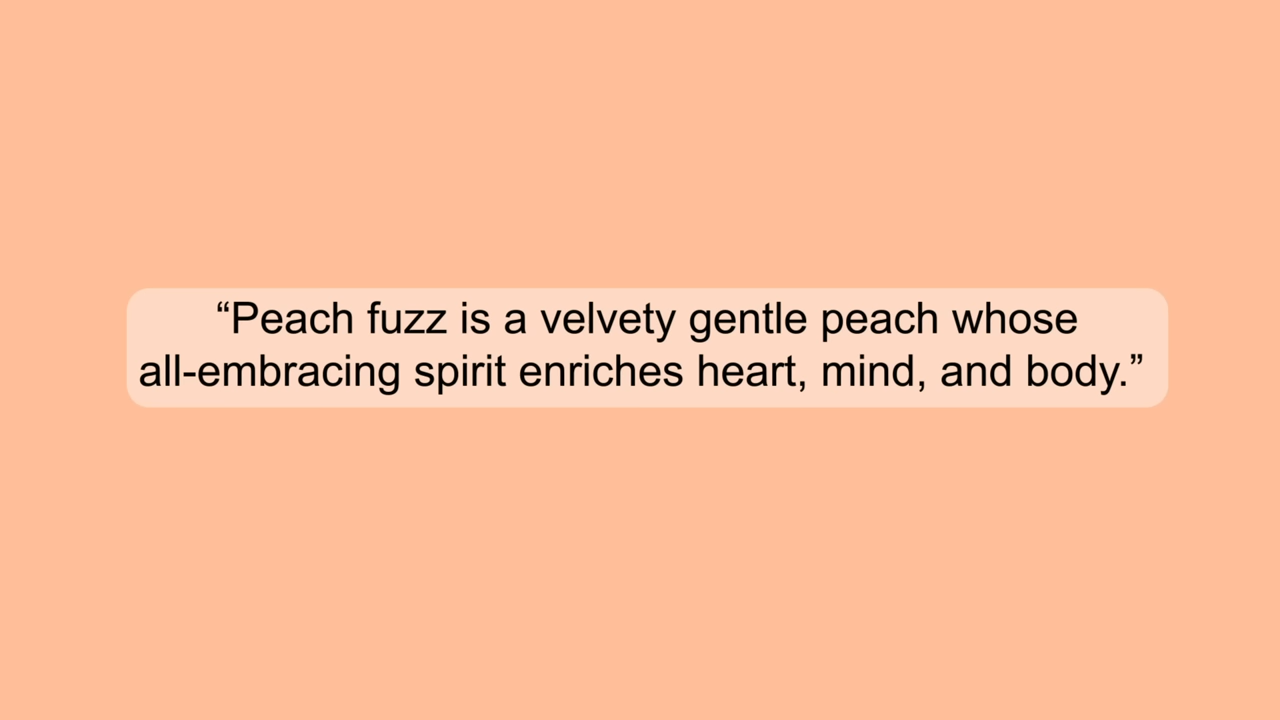 “Peach fuzz is a velvety gentle peach whose
all-embracing spirit enriches heart, mind, and body.”